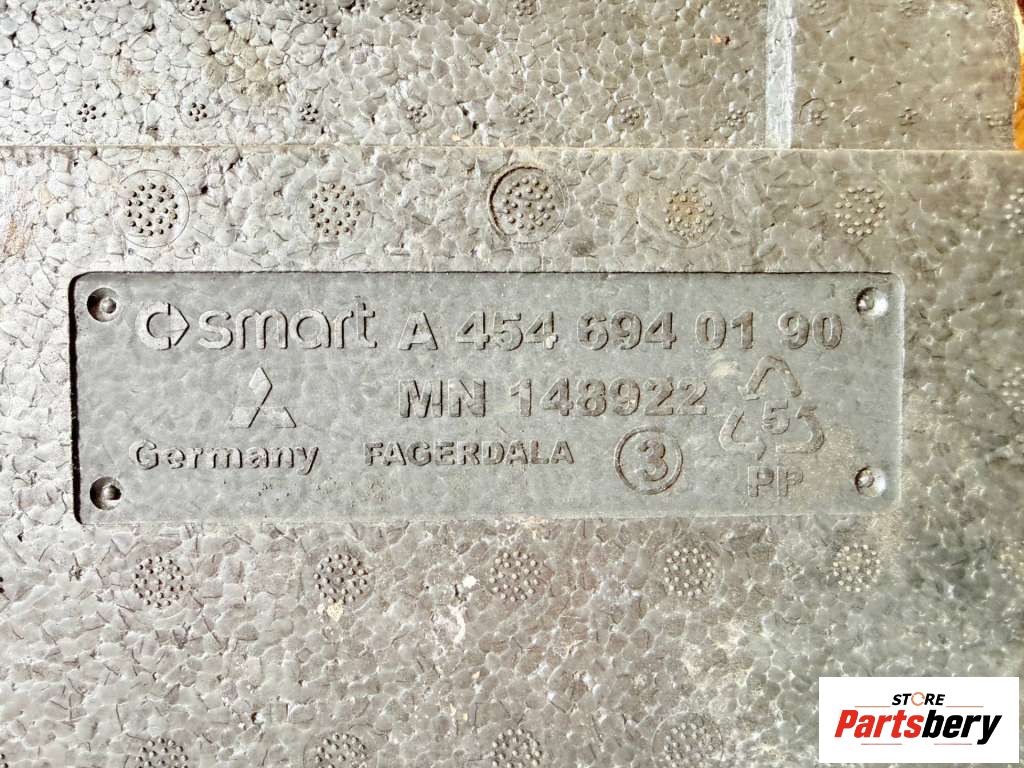 smart A 454 694 01 90
MN 148922
5
Germany FAGERDALA 3
PP
STORE
Partsbery